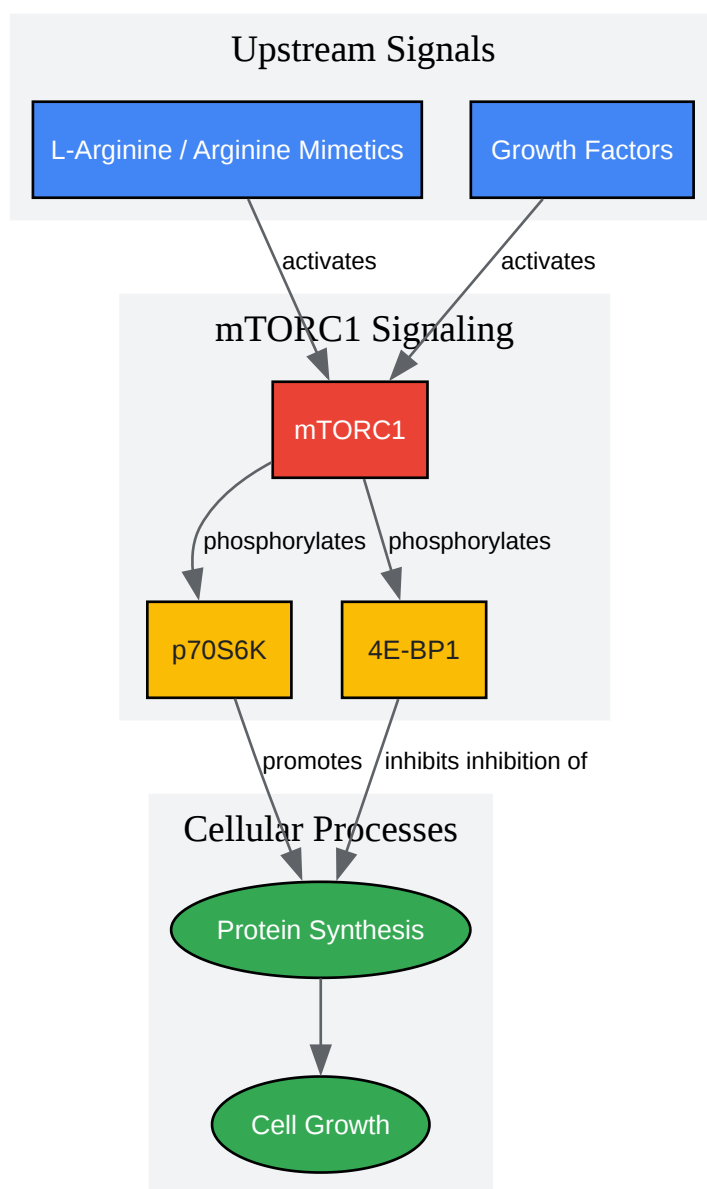 Upstream Signals
L-Arginine / Arginine Mimetics
Growth Factors
activates
activates
mTORC1 Signaling
mTORC1
phosphorylates
phosphorylates
p70S6K
4E-BP1
promotes
inhibits inhibition of
Cellular Processes
Protein Synthesis
Cell Growth